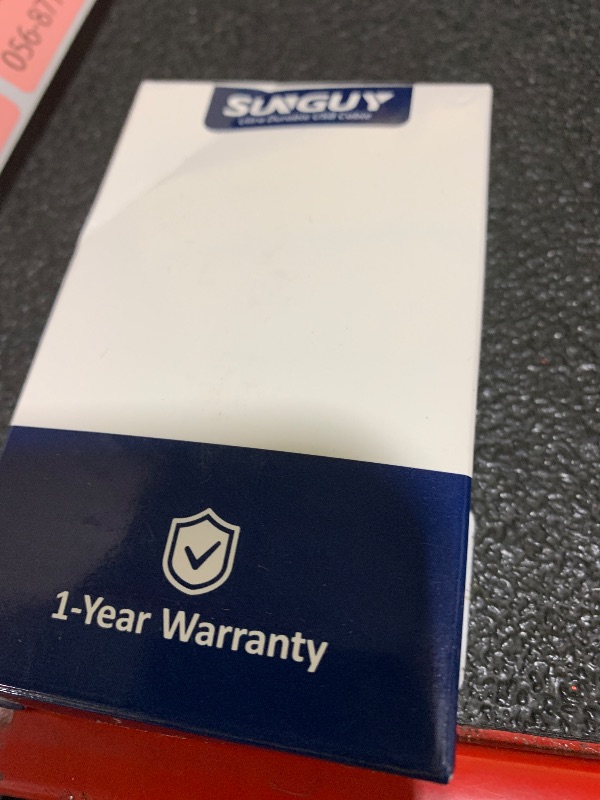 056-87
SUNGUY
Ultra Durable USB Cable
1-Year Warranty